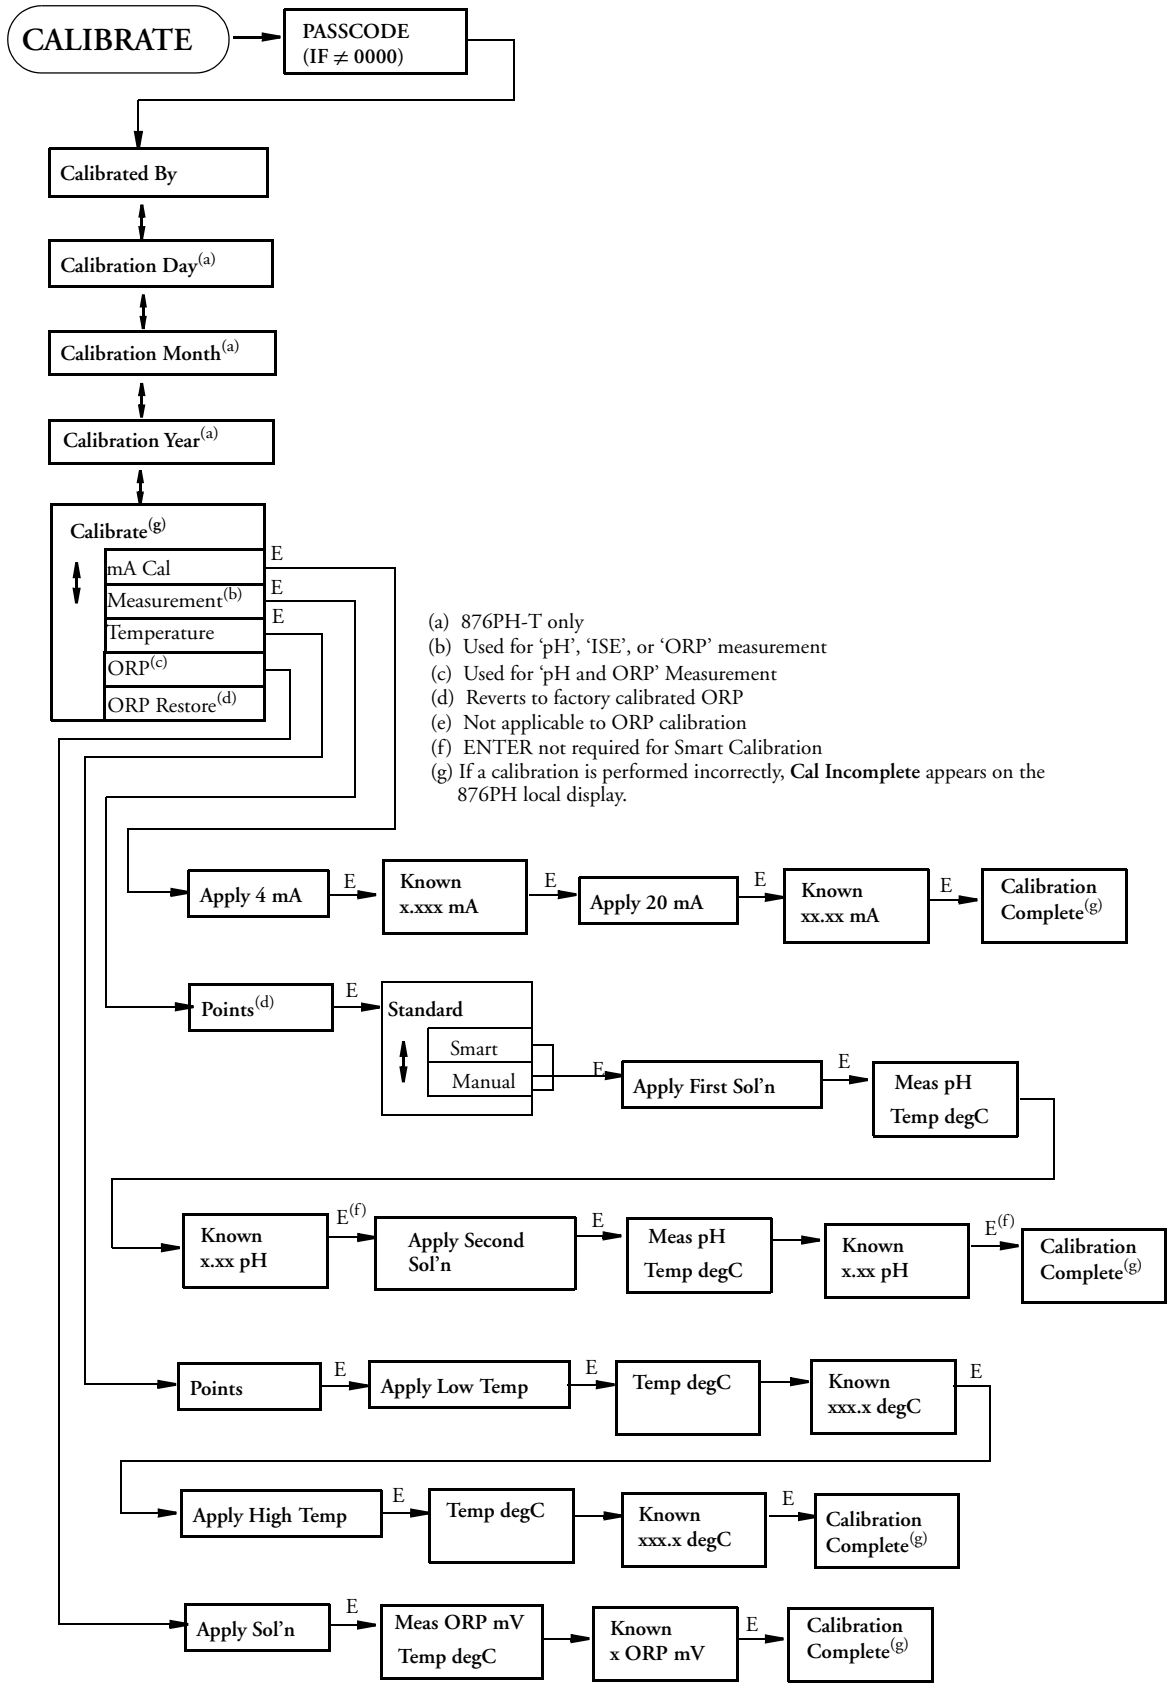 CALIBRATE
PASSCODE
(IF ≠ 0000)
Calibrated By
Calibration Day(a)
Calibration Month(a)
Calibration Year(a)
Calibrate(g)
mA Cal
E
Measurement(b)
E
Temperature
E
ORP(c)
ORP Restore(d)
(a) 876PH-T only
(b) Used for ‘pH’, ‘ISE’, or ‘ORP’ measurement
(c) Used for ‘pH and ORP’ Measurement
(d) Reverts to factory calibrated ORP
(e) Not applicable to ORP calibration
(f) ENTER not required for Smart Calibration
(g) If a calibration is performed incorrectly, Cal Incomplete appears on the
876PH local display.
Apply 4 mA
E
Known
x.xxx mA
E
Apply 20 mA
E
Known
xx.xx mA
E
Calibration
Complete(g)
Points(d)
E
Standard
Smart
Manual
E
Apply First Sol’n
E
Meas pH
Temp degC
Known
x.xx pH
E(f)
Apply Second
Sol’n
E
Meas pH
Temp degC
Known
x.xx pH
E(f)
Calibration
Complete(g)
Points
E
Apply Low Temp
E
Temp degC
Known
xxx.x degC
E
Apply High Temp
E
Temp degC
Known
xxx.x degC
E
Calibration
Complete(g)
Apply Sol’n
E
Meas ORP mV
Temp degC
Known
x ORP mV
E
Calibration
Complete(g)